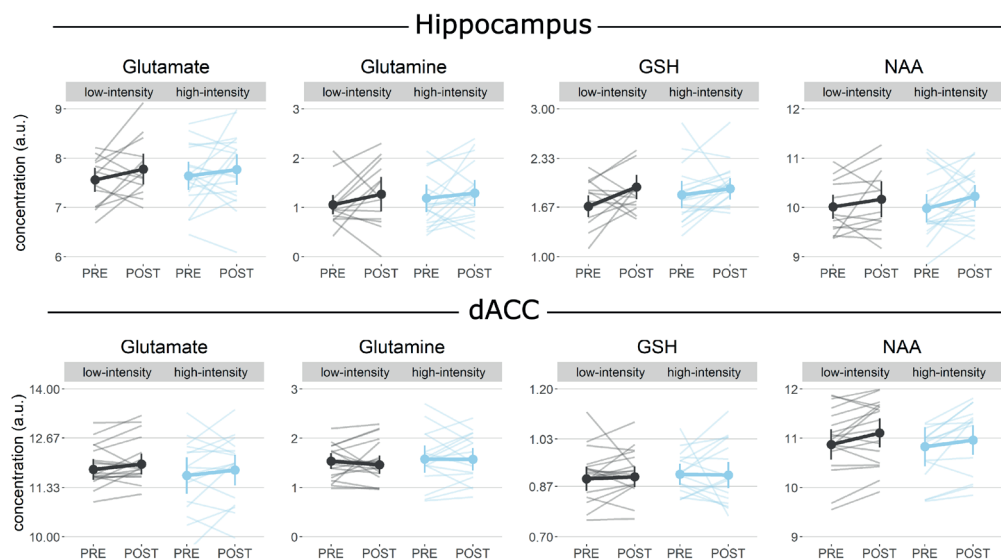 Hippocampus
Glutamate Glutamine GSH NAA
low-intensity high-intensity low-intensity high-intensity low-intensity high-intensity low-intensity high-intensity
concentration (a.u.)
9 3 3.00 12
8 2 2.33 11
7 1 1.67 10
6 0 1.00 9
PRE POST PRE POST PRE POST PRE POST PRE POST PRE POST PRE POST PRE POST
dACC
Glutamate Glutamine GSH NAA
low-intensity high-intensity low-intensity high-intensity low-intensity high-intensity low-intensity high-intensity
concentration (a.u.)
14.00 3 1.20 12
12.67 2 1.03 11
11.33 1 0.87 10
10.00 0 0.70 9
PRE POST PRE POST PRE POST PRE POST PRE POST PRE POST PRE POST PRE POST